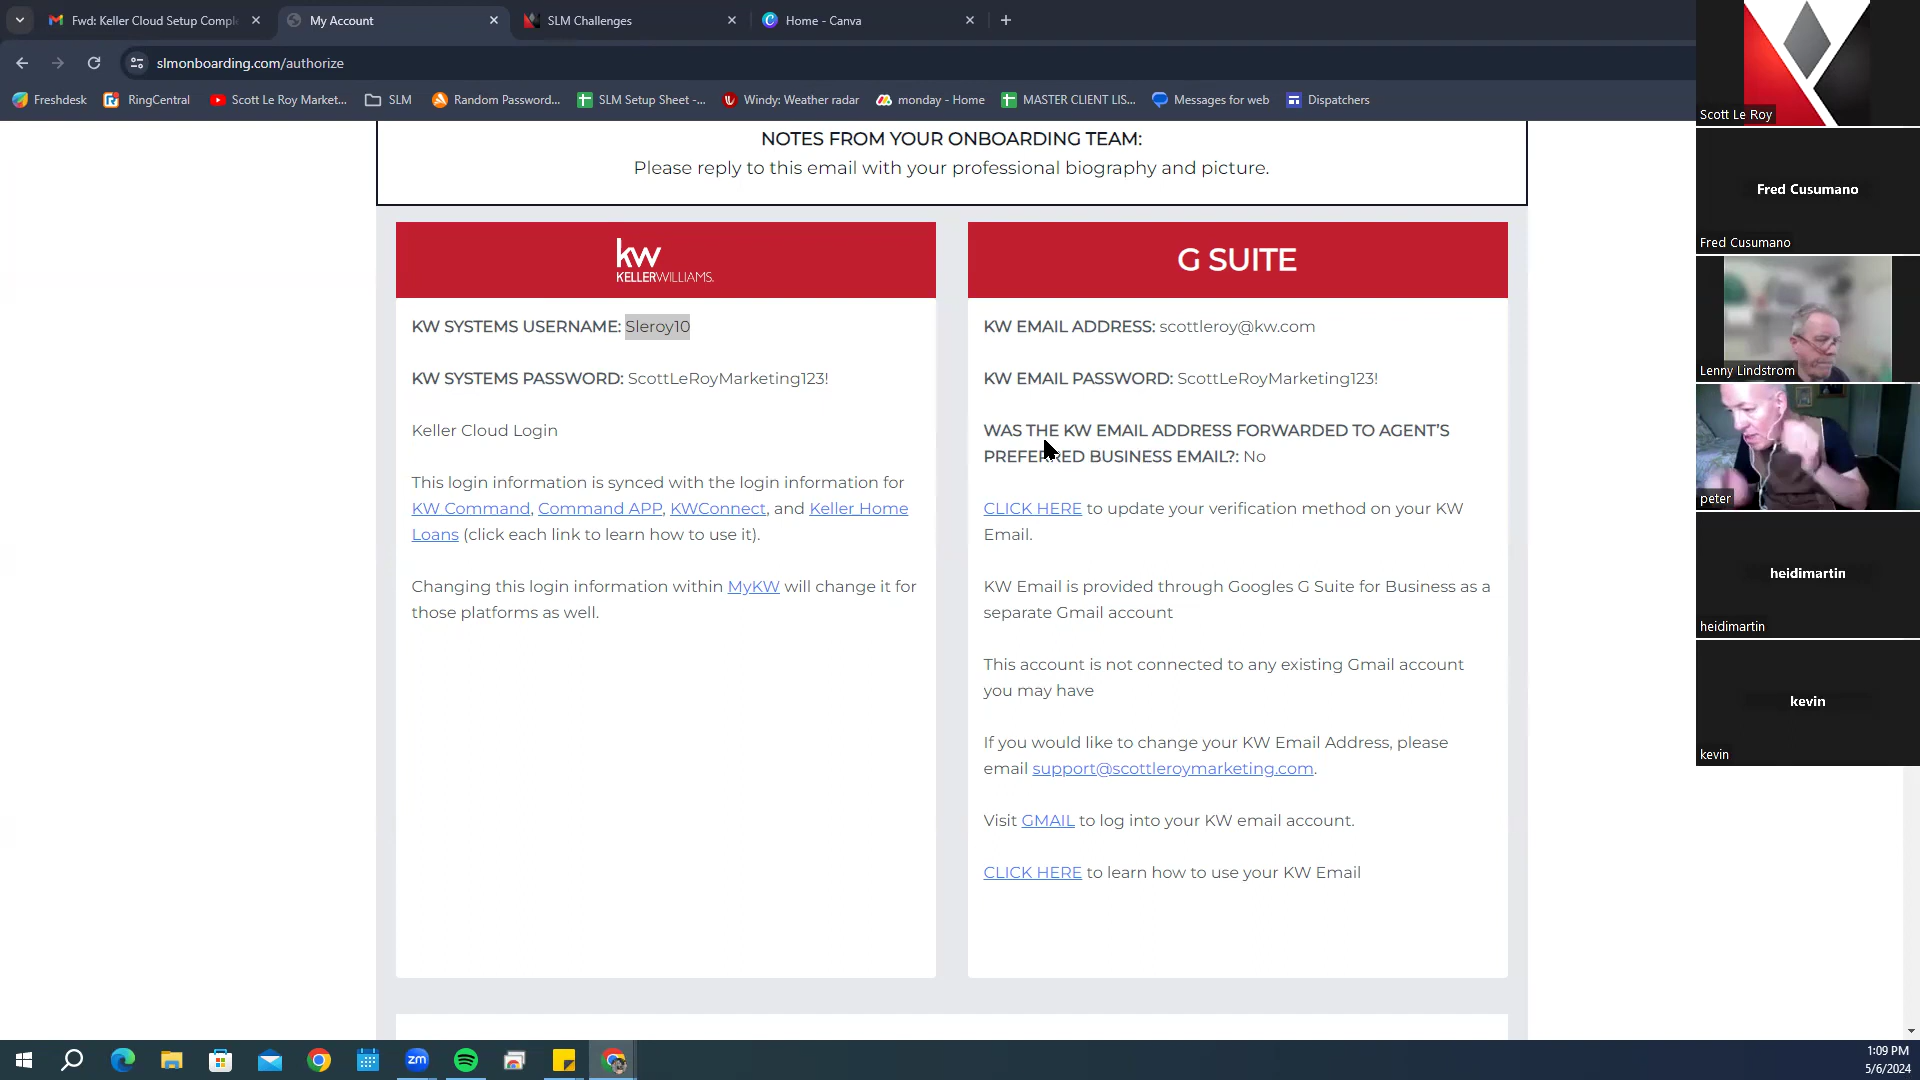 Fwd: Keller Cloud Setup Compl
My Account
SLM Challenges
Home - Canva
slmonboarding.com/authorize
Freshdesk
RingCentral
Scott Le Roy Market...
SLM
Random Password...
SLM Setup Sheet -...
Windy: Weather radar
monday - Home
MASTER CLIENT LIS...
Messages for web
Dispatchers
NOTES FROM YOUR ONBOARDING TEAM:
Please reply to this email with your professional biography and picture.
kw
KELLERWILLIAMS.
KW SYSTEMS USERNAME: Sleroy10
KW SYSTEMS PASSWORD: ScottLeRoyMarketing123!
Keller Cloud Login
This login information is synced with the login information for
KW Command, Command APP, KWConnect, and Keller Home
Loans (click each link to learn how to use it).
Changing this login information within MyKW will change it for
those platforms as well.
G SUITE
KW EMAIL ADDRESS: scottleroy@kw.com
KW EMAIL PASSWORD: ScottLeRoyMarketing123!
WAS THE KW EMAIL ADDRESS FORWARDED TO AGENT'S
PREFERRED BUSINESS EMAIL?: No
CLICK HERE to update your verification method on your KW
Email.
KW Email is provided through Googles G Suite for Business as a
separate Gmail account
This account is not connected to any existing Gmail account
you may have
If you would like to change your KW Email Address, please
email support@scottleroymarketing.com.
Visit GMAIL to log into your KW email account.
CLICK HERE to learn how to use your KW Email
Scott Le Roy
Fred Cusumano
Fred Cusumano
Lenny Lindstrom
peter
heidimartin
heidimartin
kevin
kevin
zm
1:09 PM
5/6/2024